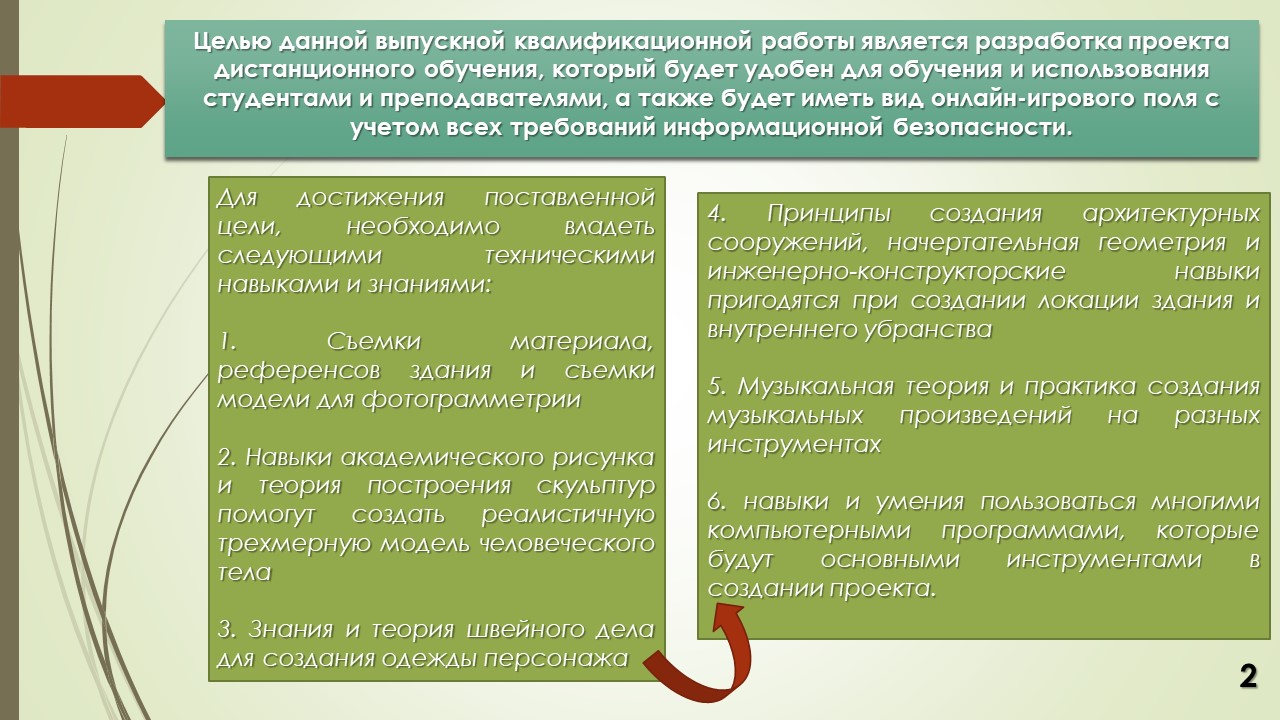 Целью данной выпускной квалификационной работы является разработка проекта
дистанционного обучения, который будет удобен для обучения и использования
студентами и преподавателями, а также будет иметь вид онлайн-игрового поля с
учетом всех требований информационной безопасности.
Для достижения поставленной
цели, необходимо владеть
следующими техническими
навыками и знаниями:
1. Съемки материала,
референсов здания и съемки
модели для фотограмметрии
2. Навыки академического рисунка
и теория построения скульптур
помогут создать реалистичную
трехмерную модель человеческого
тела
3. Знания и теория швейного дела
для создания одежды персонажа
4. Принципы создания архитектурных
сооружений, начертательная геометрия и
инженерно-конструкторские навыки
пригодятся при создании локации здания и
внутреннего убранства
5. Музыкальная теория и практика создания
музыкальных произведений на разных
инструментах
6. навыки и умения пользоваться многими
компьютерными программами, которые
будут основными инструментами в
создании проекта.
2